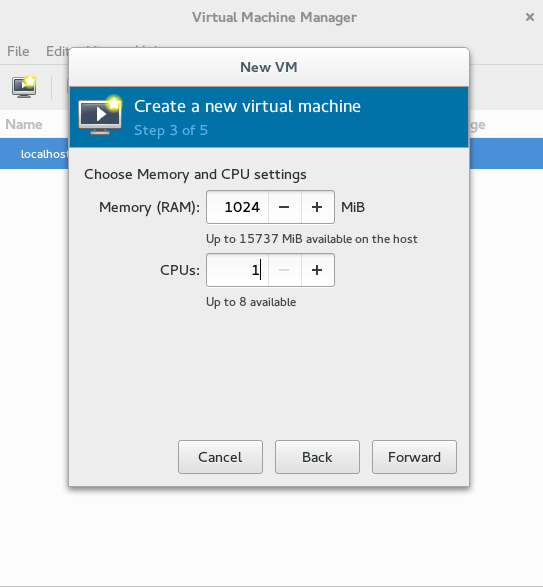 Virtual Machine Manager
File Edit
New VM
Create a new virtual machine
Step 3 of 5
Name
localhost
Choose Memory and CPU settings
Memory (RAM): 1024 − + MiB
Up to 15737 MiB available on the host
CPUs: 1 − +
Up to 8 available
Cancel Back Forward